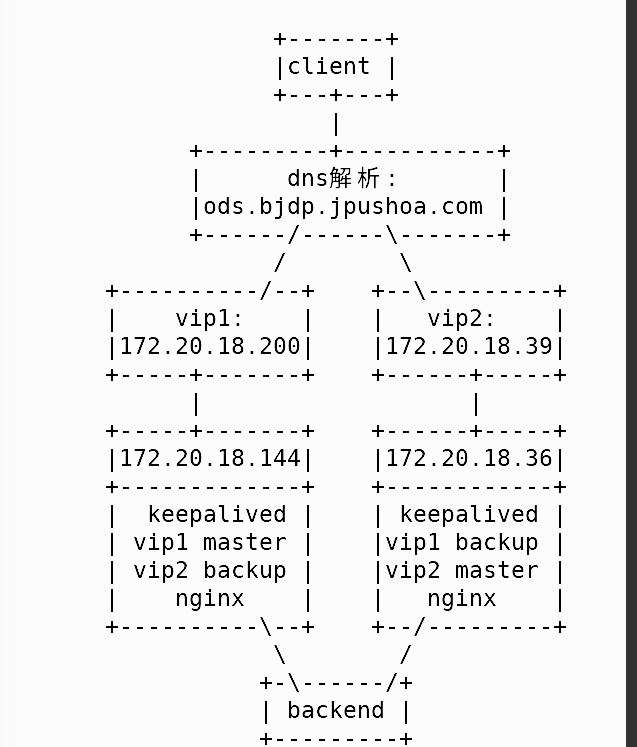 +-------+
|client |
+---+---+
|
+---------+-----------+
| dns解析: |
|ods.bjdp.jpushoa.com |
+------/------\-------+
/ \
+----------/--+ +--\---------+
| vip1: | | vip2: |
|172.20.18.200| |172.20.18.39|
+-----+-------+ +------+-----+
| |
+-----+-------+ +------+-----+
|172.20.18.144| |172.20.18.36|
+-------------+ +------------+
| keepalived | | keepalived |
| vip1 master | |vip1 backup |
| vip2 backup | |vip2 master |
| nginx | | nginx |
+----------\--+ +--/---------+
\ /
+-\------/+
| backend |
+---------+